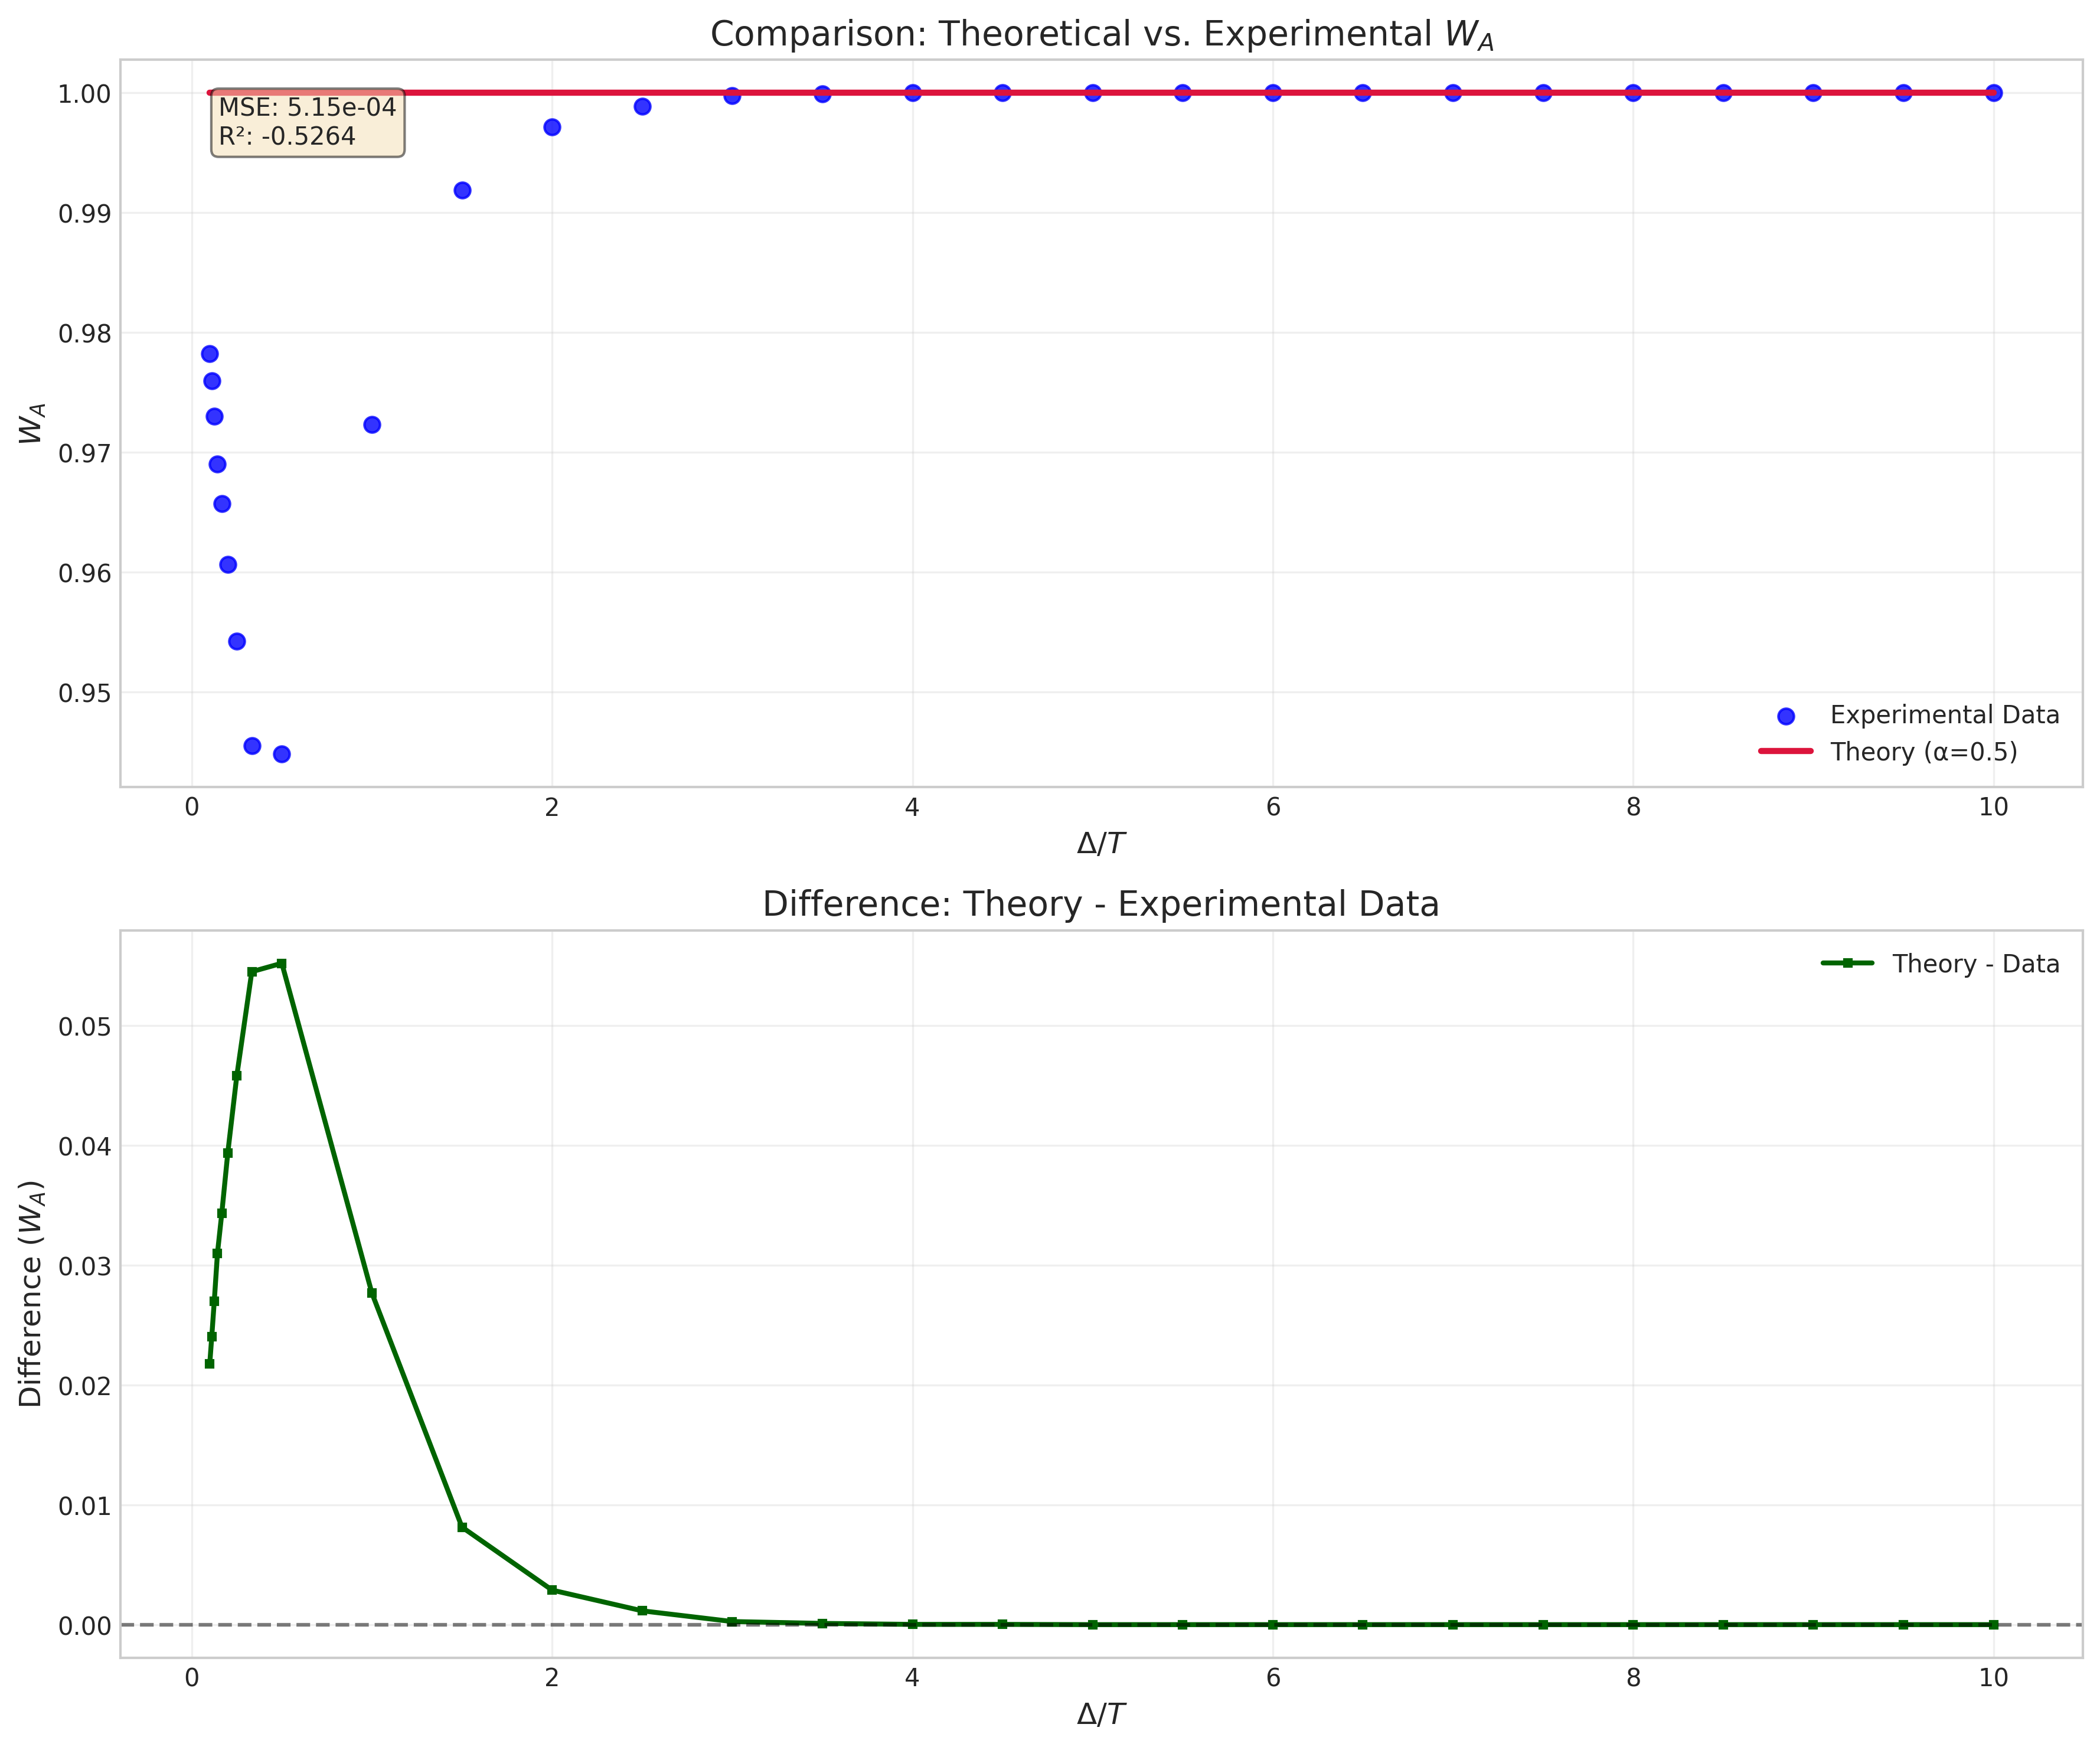 Comparison: Theoretical vs. Experimental W_A
MSE: 5.15e-04
R²: -0.5264
1.00
0.99
0.98
0.97
0.96
0.95
W_A
Experimental Data
Theory (α=0.5)
0 2 4 6 8 10
Δ/T
Difference: Theory - Experimental Data
Theory - Data
0.05
0.04
0.03
0.02
0.01
0.00
Difference (W_A)
0 2 4 6 8 10
Δ/T